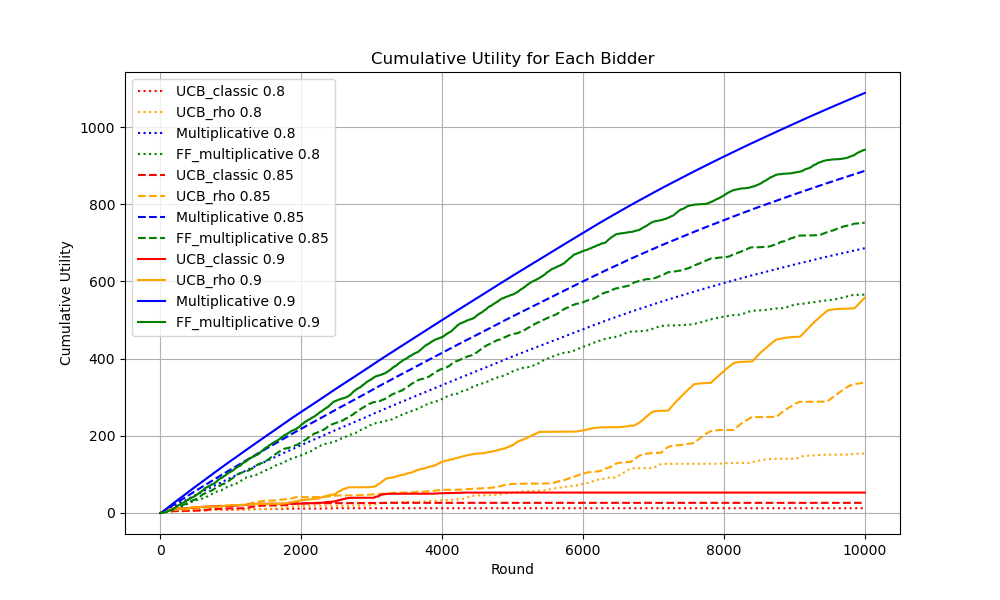 Cumulative Utility for Each Bidder
Cumulative Utility
1000
800
600
400
200
0
UCB_classic 0.8
UCB_rho 0.8
Multiplicative 0.8
FF_multiplicative 0.8
UCB_classic 0.85
UCB_rho 0.85
Multiplicative 0.85
FF_multiplicative 0.85
UCB_classic 0.9
UCB_rho 0.9
Multiplicative 0.9
FF_multiplicative 0.9
0 2000 4000 6000 8000 10000
Round